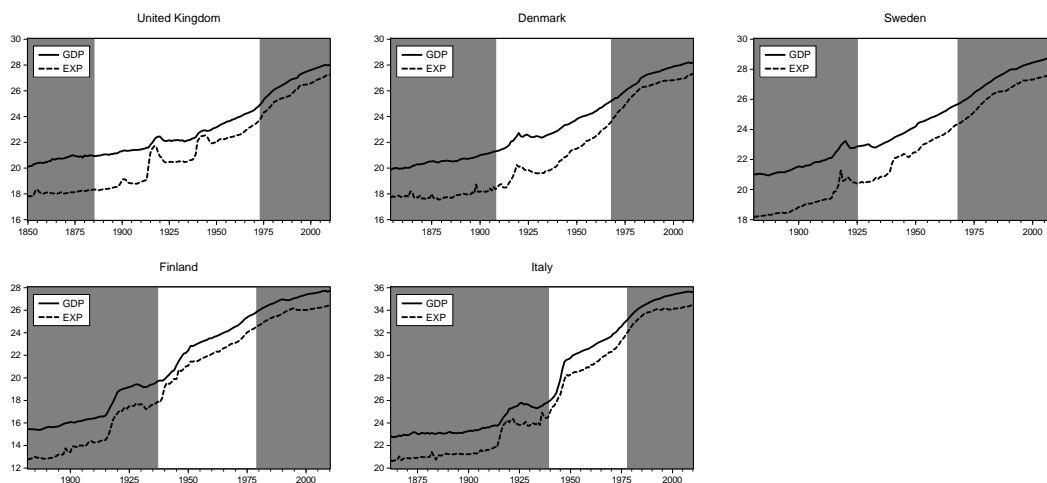 United Kingdom
30
28
26
24
22
20
18
16
GDP
EXP
1850 1875 1900 1925 1950 1975 2000
Denmark
30
28
26
24
22
20
18
16
GDP
EXP
1875 1900 1925 1950 1975 2000
Sweden
30
28
26
24
22
20
18
GDP
EXP
1900 1925 1950 1975 2000
Finland
28
26
24
22
20
18
16
14
12
GDP
EXP
1900 1925 1950 1975 2000
Italy
36
34
32
30
28
26
24
22
20
GDP
EXP
1875 1900 1925 1950 1975 2000